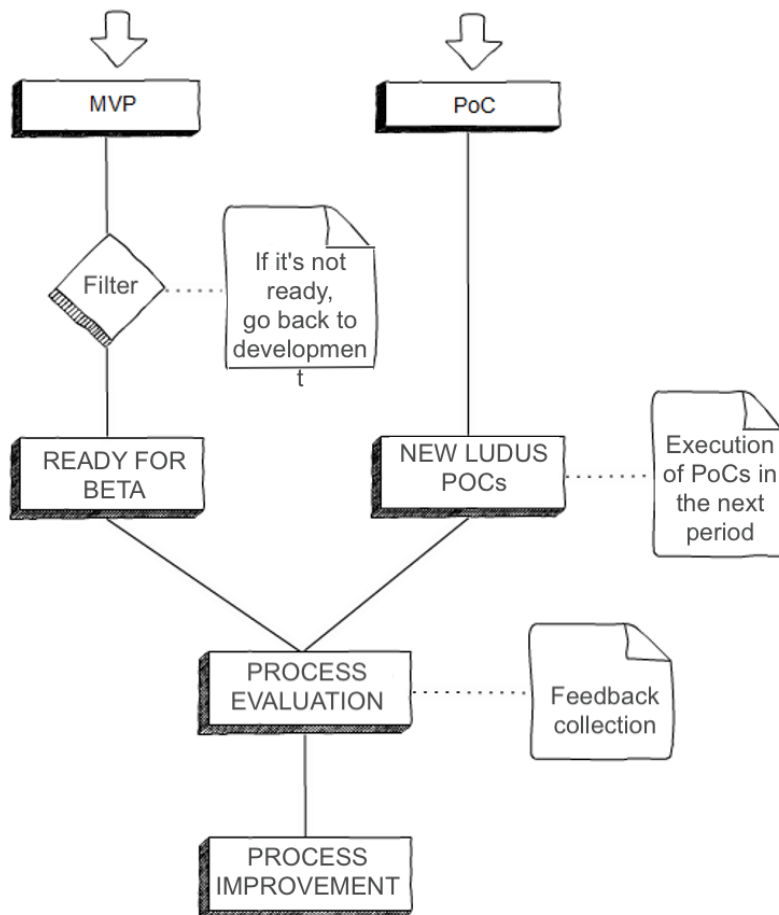 MVP
PoC
Filter
If it's not
ready,
go back to
developmen
t
READY FOR
BETA
NEW LUDUS
POCs
Execution
of PoCs in
the next
period
PROCESS
EVALUATION
Feedback
collection
PROCESS
IMPROVEMENT